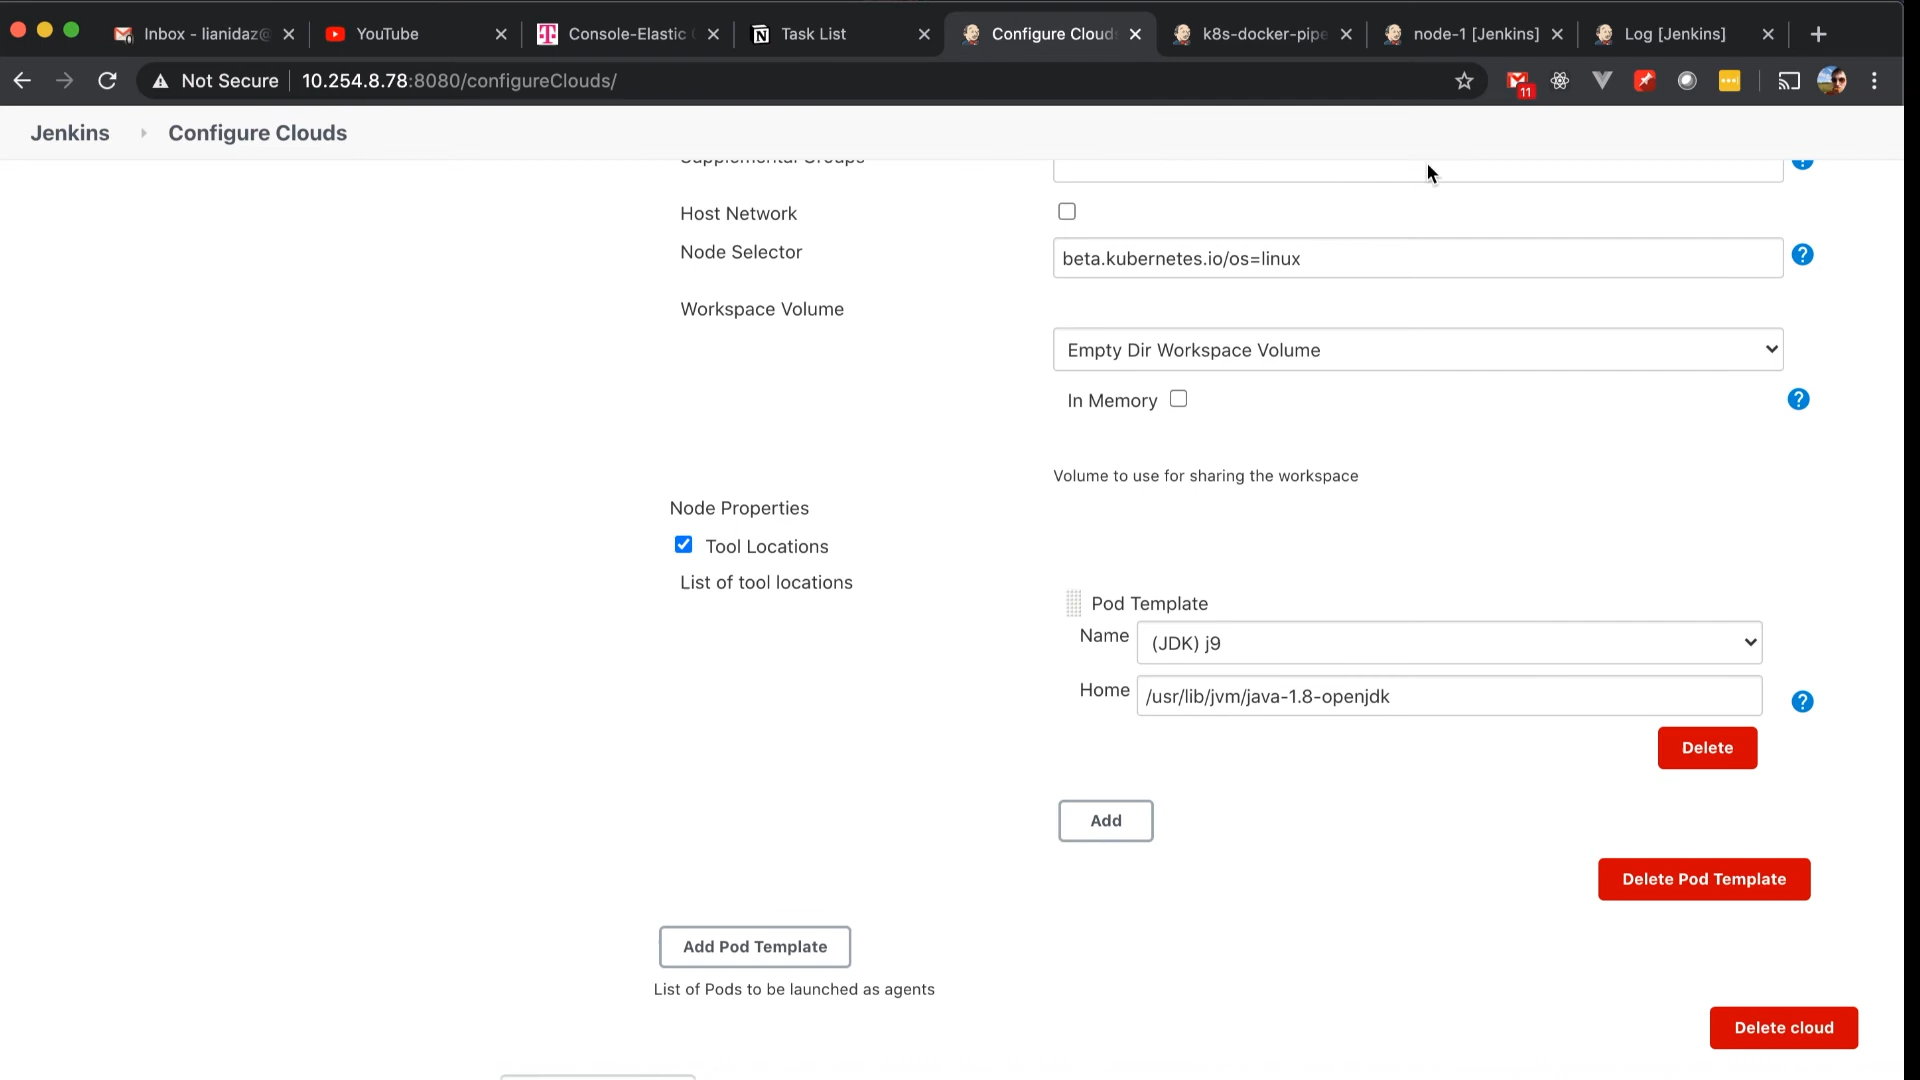 Inbox - lianidaz@
YouTube
Console-Elastic
Task List
Configure Cloud
k8s-docker-pipe
node-1 [Jenkins]
Log [Jenkins]
Not Secure
10.254.8.78:8080/configureClouds/
11
Jenkins
Configure Clouds
Supplemental Groups
?
Host Network
Node Selector
beta.kubernetes.io/os=linux
?
Workspace Volume
Empty Dir Workspace Volume
In Memory
?
Volume to use for sharing the workspace
Node Properties
Tool Locations
List of tool locations
Pod Template
Name
(JDK) j9
Home
/usr/lib/jvm/java-1.8-openjdk
?
Delete
Add
Delete Pod Template
Add Pod Template
List of Pods to be launched as agents
Delete cloud